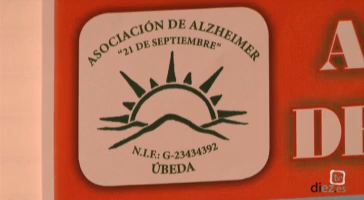 ASOCIACIÓN DE ALZHEIMER
"21 DE SEPTIEMBRE"
N.I.F.: G-23434392
ÚBEDA
A
DE
diez.es